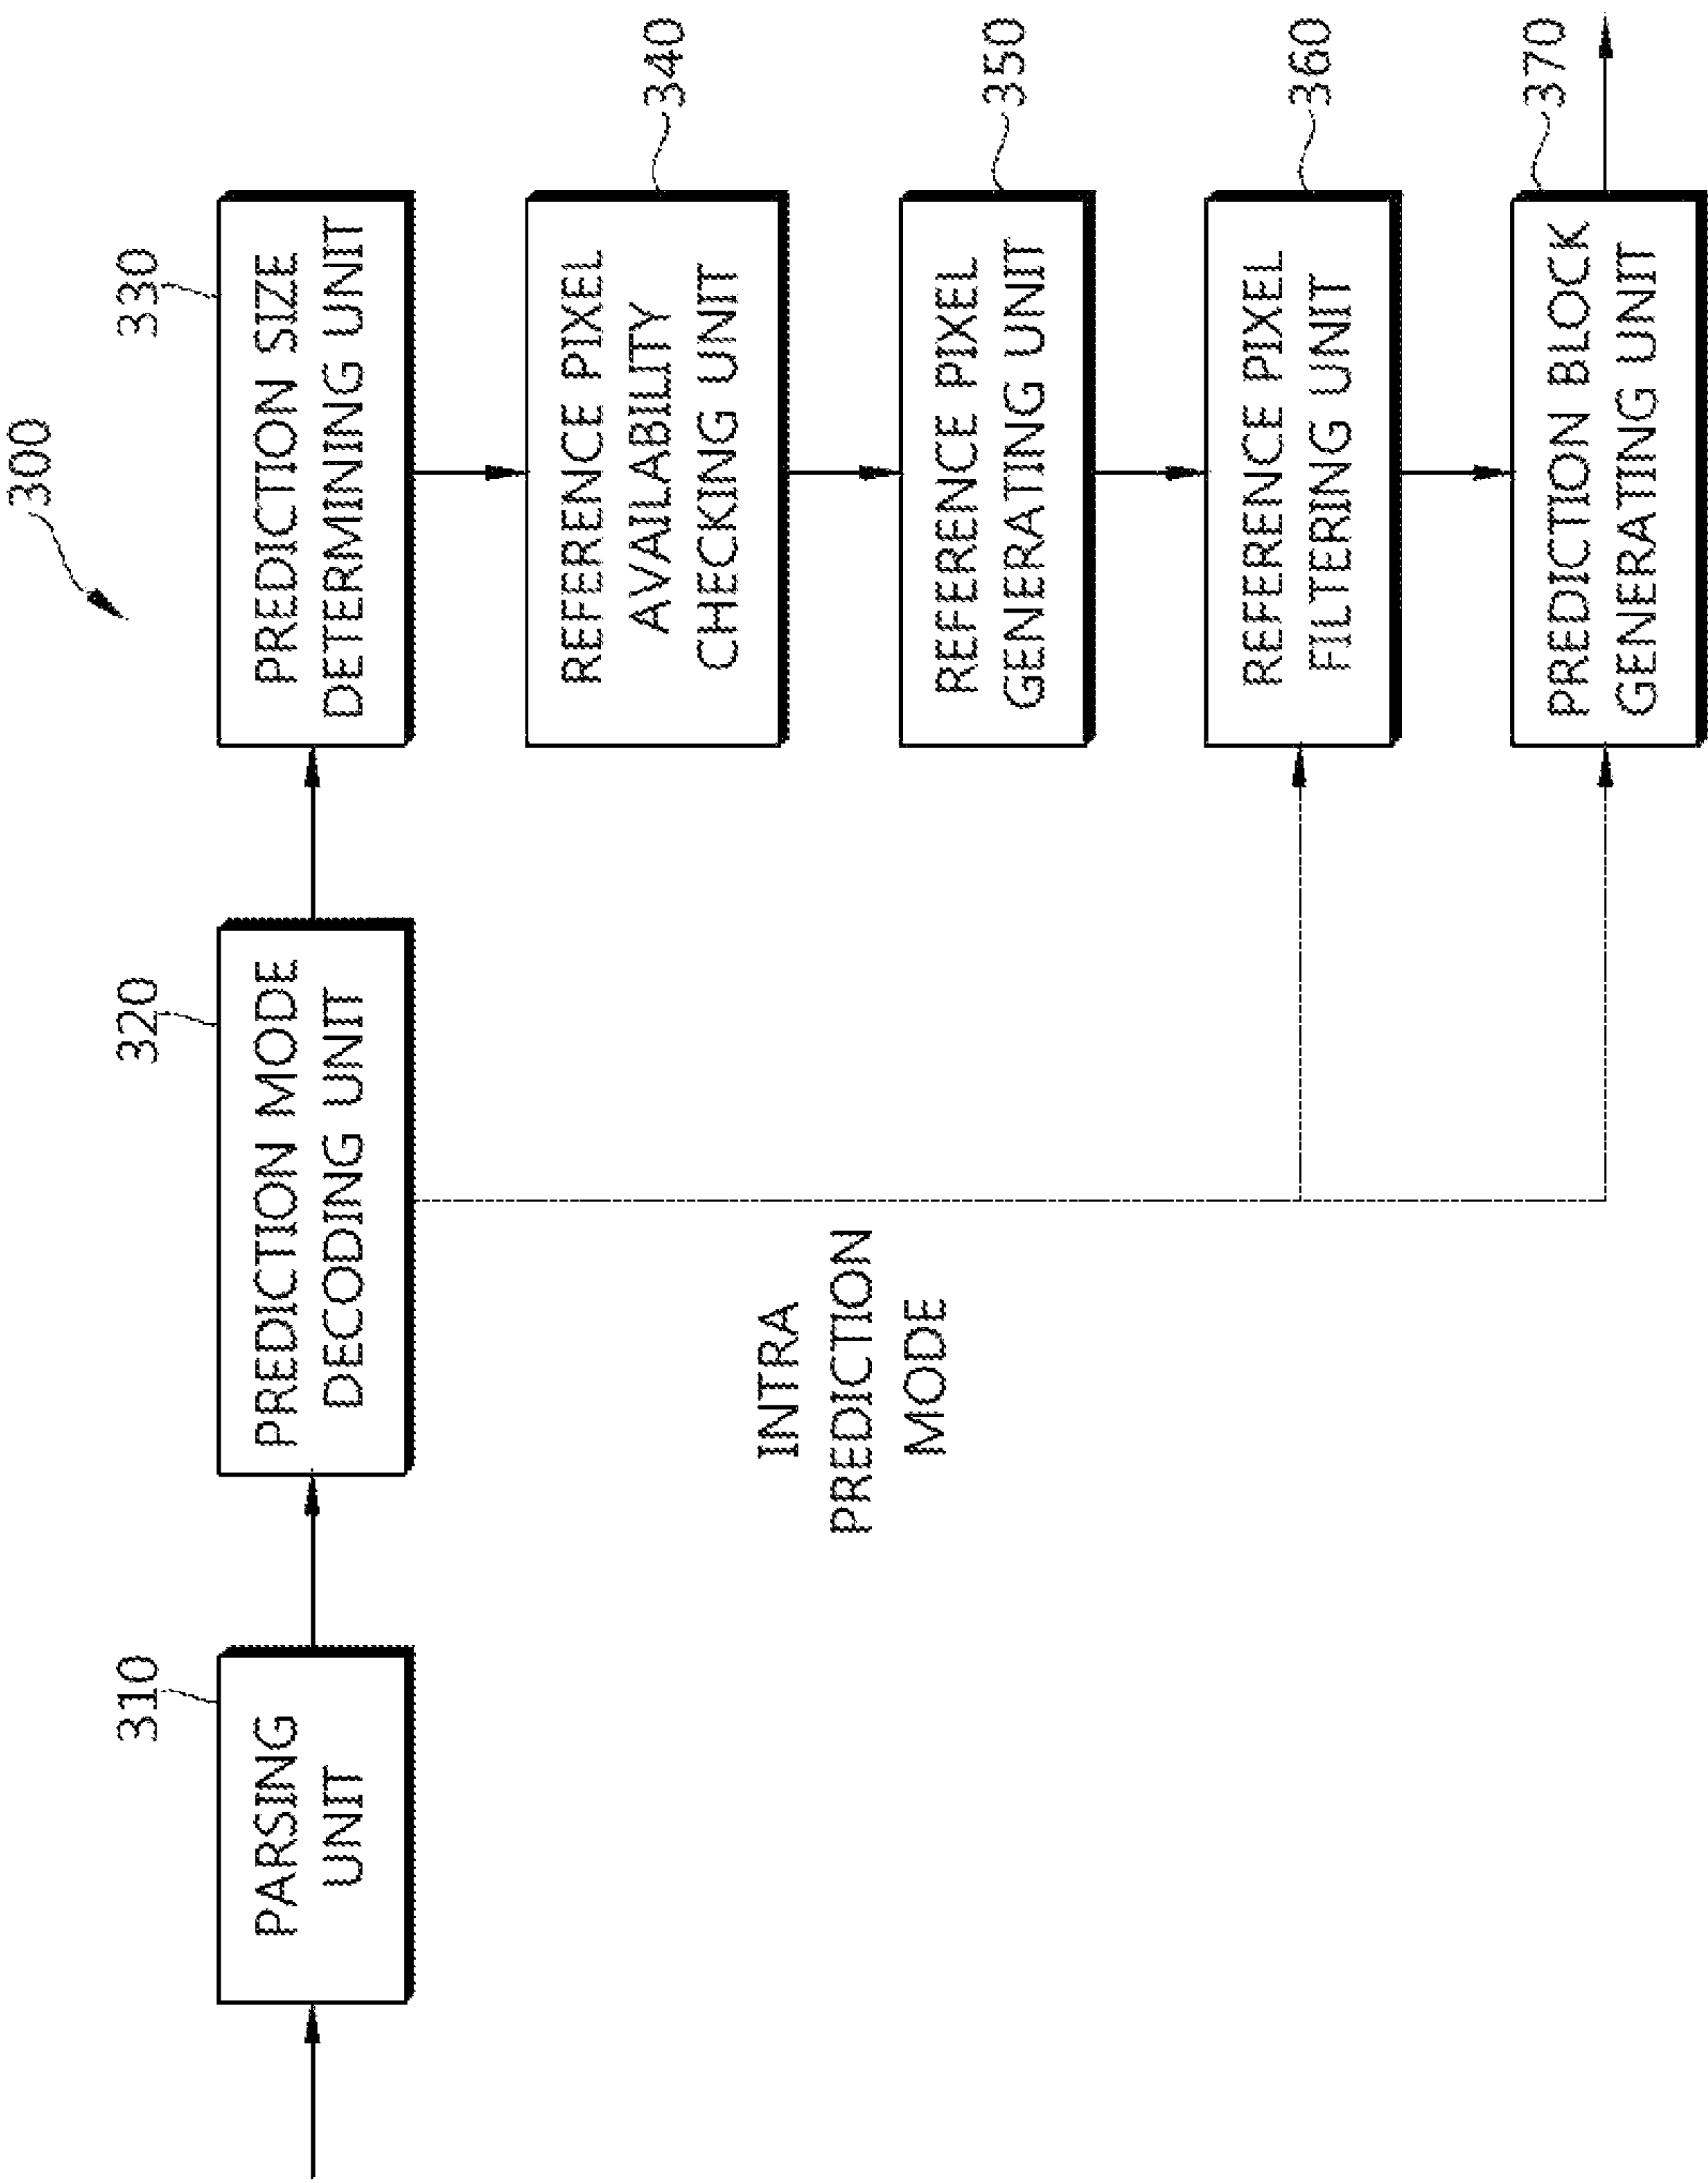 300
310
PARSING
UNIT
320
PREDICTION MODE
DECODING UNIT
330
PREDICTION SIZE
DETERMINING UNIT
340
REFERENCE PIXEL
AVAILABILITY
CHECKING UNIT
350
REFERENCE PIXEL
GENERATING UNIT
INTRA
PREDICTION
MODE
360
REFERENCE PIXEL
FILTERING UNIT
370
PREDICTION BLOCK
GENERATING UNIT